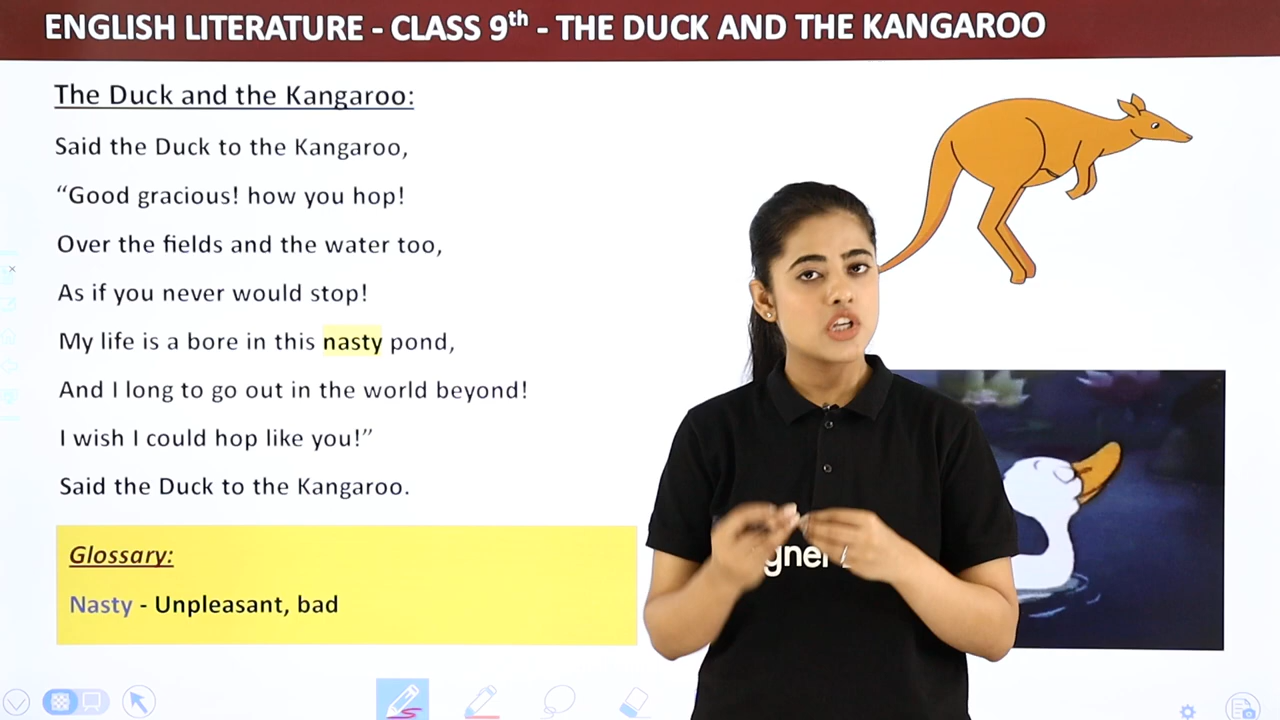 ENGLISH LITERATURE - CLASS 9th - THE DUCK AND THE KANGAROO
The Duck and the Kangaroo:
Said the Duck to the Kangaroo,
“Good gracious! how you hop!
Over the fields and the water too,
As if you never would stop!
My life is a bore in this nasty pond,
And I long to go out in the world beyond!
I wish I could hop like you!”
Said the Duck to the Kangaroo.
Glossary:
Nasty - Unpleasant, bad